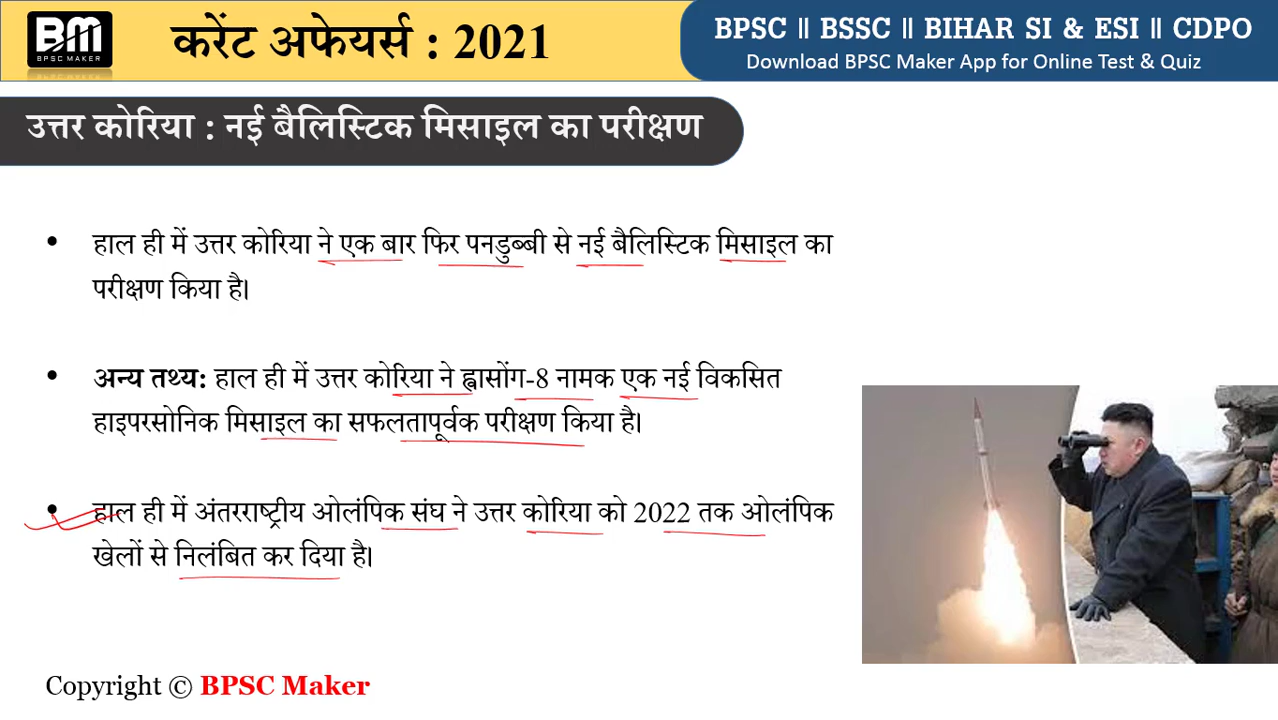 BM
BPSC MAKER
करेंट अफेयर्स : 2021
BPSC || BSSC || BIHAR SI & ESI || CDPO
Download BPSC Maker App for Online Test & Quiz
उत्तर कोरिया : नई बैलिस्टिक मिसाइल का परीक्षण
• हाल ही में उत्तर कोरिया ने एक बार फिर पनडुब्बी से नई बैलिस्टिक मिसाइल का
परीक्षण किया है।
• अन्य तथ्य: हाल ही में उत्तर कोरिया ने ह्वासोंग-8 नामक एक नई विकसित
हाइपरसोनिक मिसाइल का सफलतापूर्वक परीक्षण किया है।
• हाल ही में अंतरराष्ट्रीय ओलंपिक संघ ने उत्तर कोरिया को 2022 तक ओलंपिक
खेलों से निलंबित कर दिया है।
Copyright © BPSC Maker